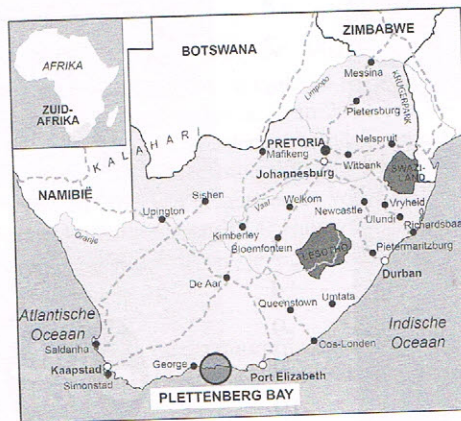 ZIMBABWE
BOTSWANA
AFRIKA
ZUID-
AFRIKA
Messina
Limpopo
KRUGERPARK
Pietersburg
PRETORIA
Nelspruit
KALAHARI
Mafikeng
Witbank
Johannesburg
SWAZI-
LAND
NAMIBIË
Sishen
Vaal
Welkom
Vryheid
Upington
Newcastle
Ulundi
Oranje
Kimberley
Richardsbaai
Bloemfontein
LESOTHO
Pietermaritzburg
Durban
De Aar
Umtata
Queenstown
Atlantische
Oceaan
Indische
Oceaan
Saldanha
Oos-Londen
Kaapstad
George
Port Elizabeth
Simonstad
PLETTENBERG BAY